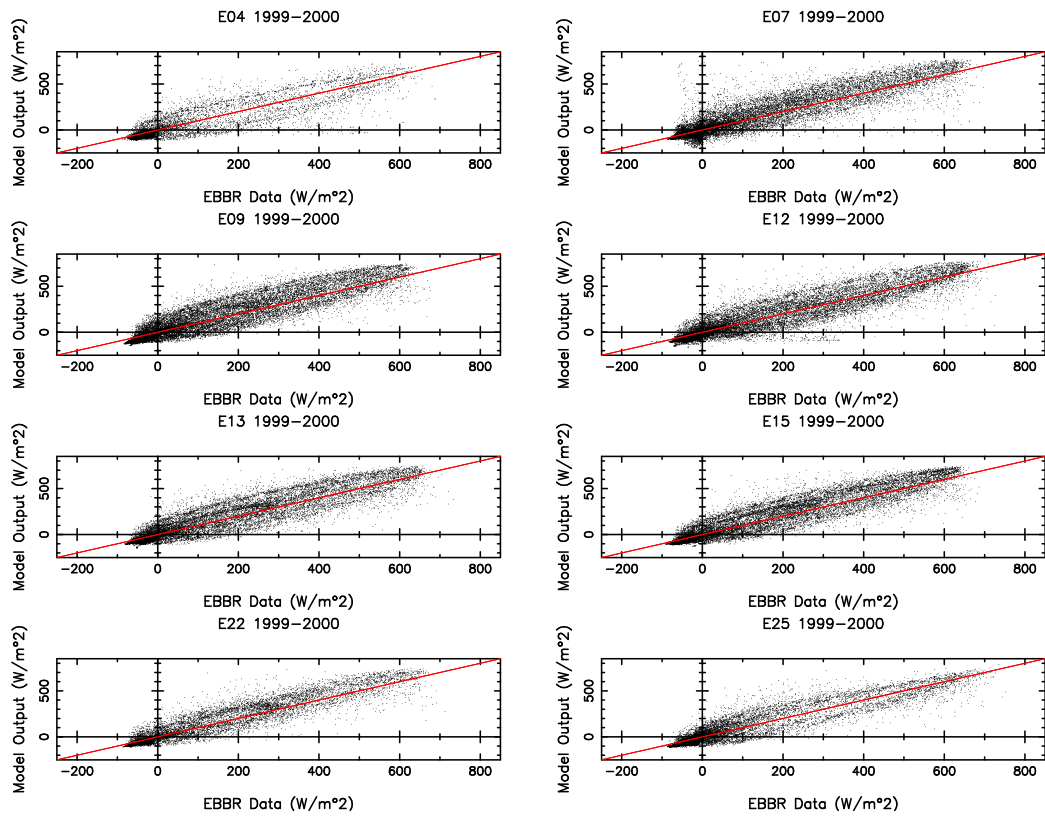 E04 1999-2000
Model Output (W/m°2)
0 500
-200 0 200 400 600 800
EBBR Data (W/m°2)
E07 1999-2000
Model Output (W/m°2)
0 500
-200 0 200 400 600 800
EBBR Data (W/m°2)
E09 1999-2000
Model Output (W/m°2)
0 500
-200 0 200 400 600 800
EBBR Data (W/m°2)
E12 1999-2000
Model Output (W/m°2)
0 500
-200 0 200 400 600 800
EBBR Data (W/m°2)
E13 1999-2000
Model Output (W/m°2)
0 500
-200 0 200 400 600 800
EBBR Data (W/m°2)
E15 1999-2000
Model Output (W/m°2)
0 500
-200 0 200 400 600 800
EBBR Data (W/m°2)
E22 1999-2000
Model Output (W/m°2)
0 500
-200 0 200 400 600 800
EBBR Data (W/m°2)
E25 1999-2000
Model Output (W/m°2)
0 500
-200 0 200 400 600 800
EBBR Data (W/m°2)